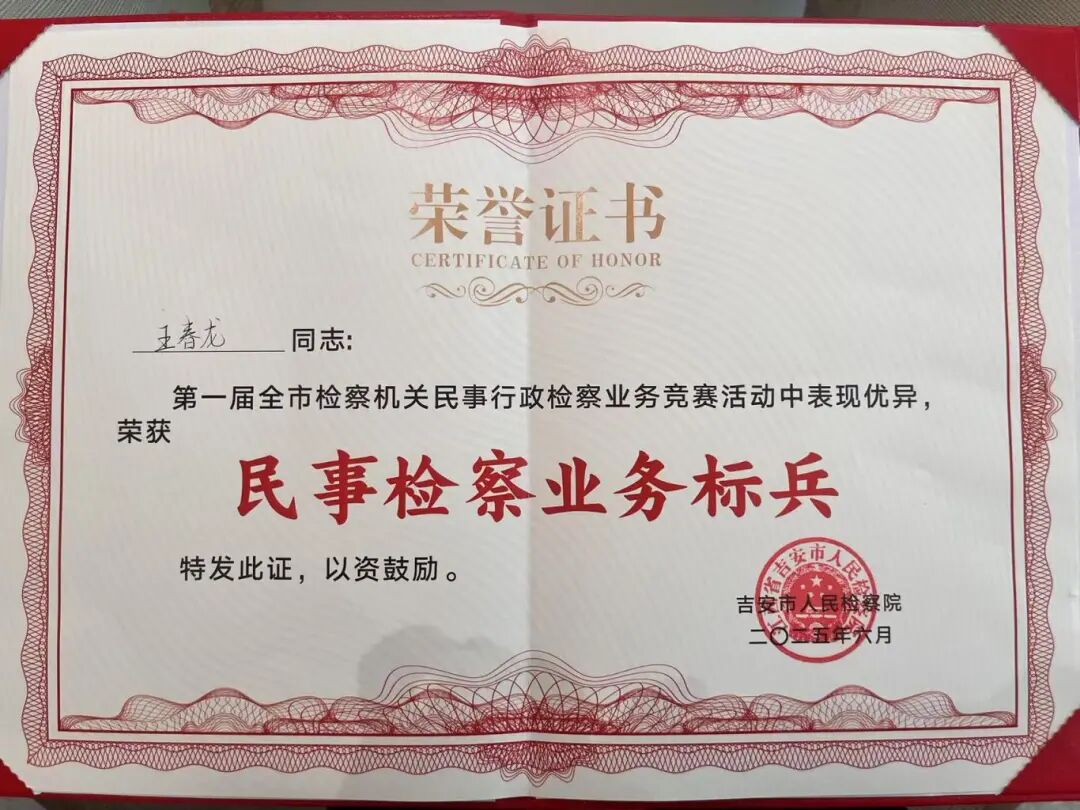 荣誉证书
CERTIFICATE OF HONOR
王春龙 同志:
第一届全市检察机关民事行政检察业务竞赛活动中表现优异，
荣获
民事检察业务标兵
特发此证，以资鼓励。
吉安市人民检察院
二〇二五年六月